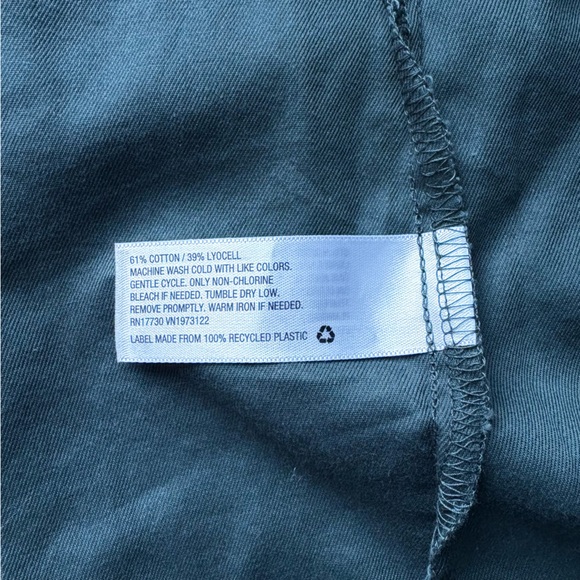 61% COTTON / 39% LYOCELL
MACHINE WASH COLD WITH LIKE COLORS.
GENTLE CYCLE. ONLY NON-CHLORINE
BLEACH IF NEEDED. TUMBLE DRY LOW.
REMOVE PROMPTLY. WARM IRON IF NEEDED.
RN17730 VN1973122
LABEL MADE FROM 100% RECYCLED PLASTIC